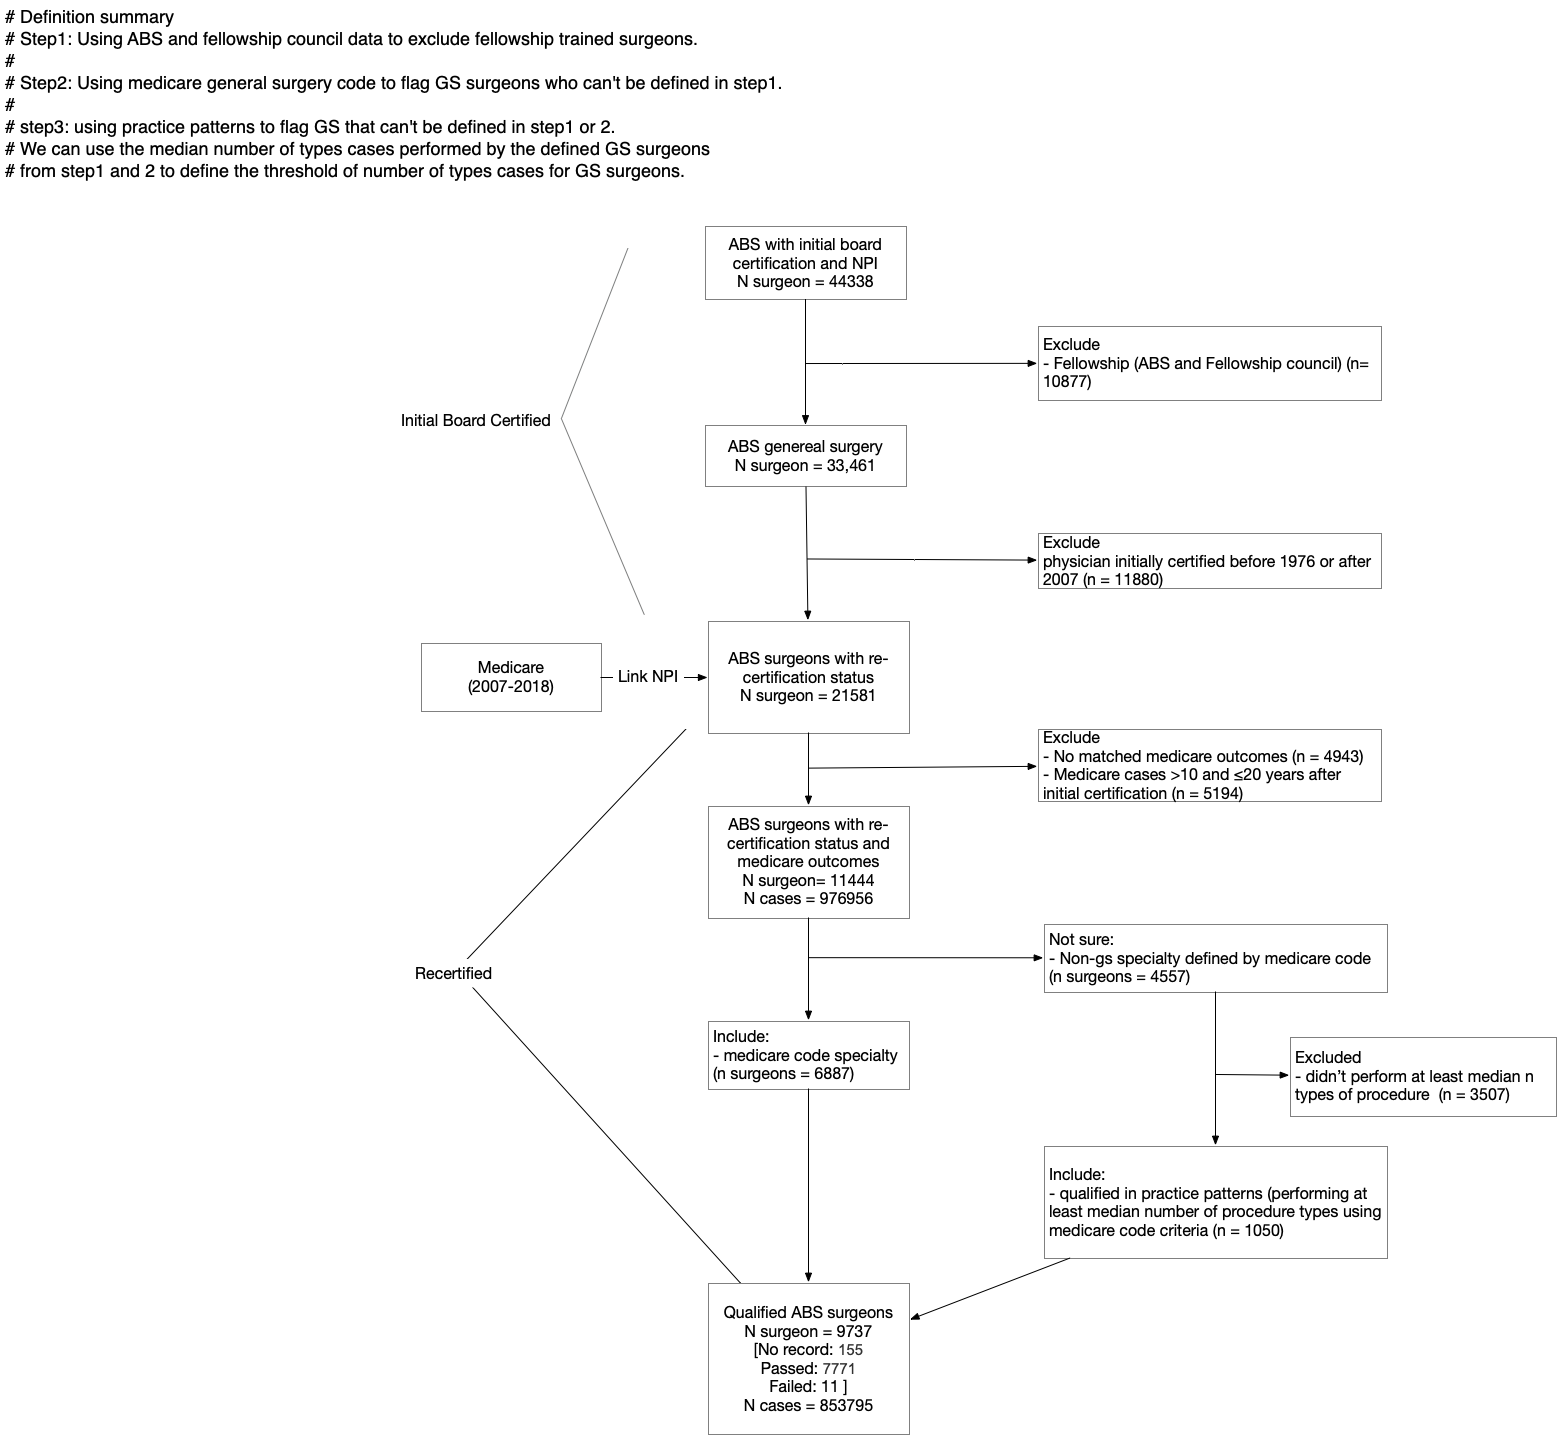 # Definition summary
# Step1: Using ABS and fellowship council data to exclude fellowship trained surgeons.
#
# Step2: Using medicare general surgery code to flag GS surgeons who can't be defined in step1.
#
# step3: using practice patterns to flag GS that can't be defined in step1 or 2.
# We can use the median number of types cases performed by the defined GS surgeons
# from step1 and 2 to define the threshold of number of types cases for GS surgeons.
ABS with initial board
certification and NPI
N surgeon = 44338
Exclude
- Fellowship (ABS and Fellowship council) (n=
10877)
Initial Board Certified
ABS genereal surgery
N surgeon = 33,461
Exclude
physician initially certified before 1976 or after
2007 (n = 11880)
Medicare
(2007-2018)
Link NPI
ABS surgeons with re-
certification status
N surgeon = 21581
Exclude
- No matched medicare outcomes (n = 4943)
- Medicare cases >10 and ≤20 years after
initial certification (n = 5194)
ABS surgeons with re-
certification status and
medicare outcomes
N surgeon= 11444
N cases = 976956
Not sure:
- Non-gs specialty defined by medicare code
(n surgeons = 4557)
Recertified
Include:
- medicare code specialty
(n surgeons = 6887)
Excluded
- didn’t perform at least median n
types of procedure  (n = 3507)
Include:
- qualified in practice patterns (performing at
least median number of procedure types using
medicare code criteria (n = 1050)
Qualified ABS surgeons
N surgeon = 9737
[No record: 155
Passed: 7771
Failed: 11 ]
N cases = 853795